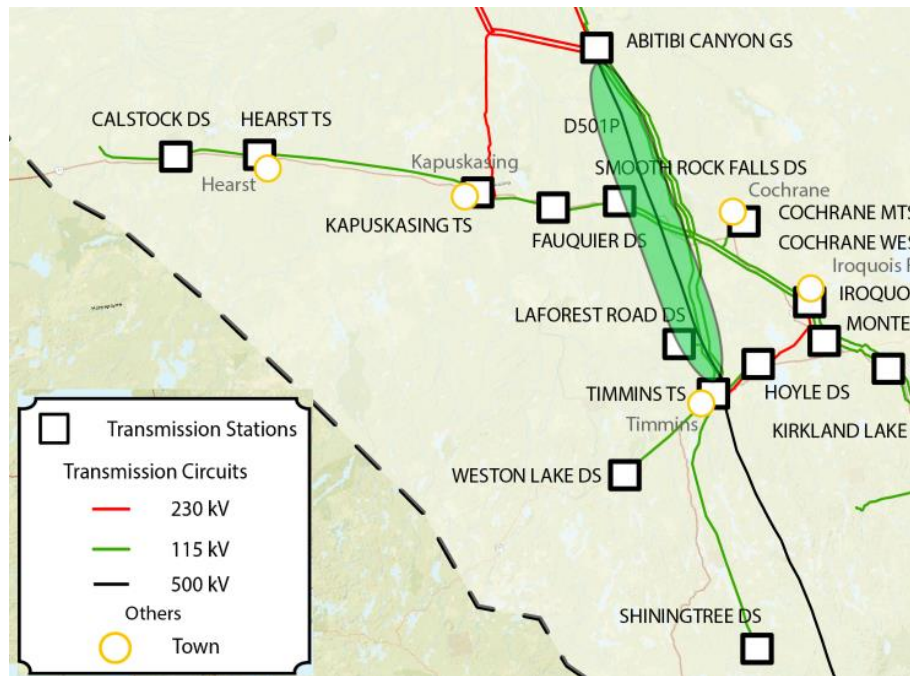 ABITIBI CANYON GS
CALSTOCK DS
HEARST TS
D501P
Kapuskasing
SMOOTH ROCK FALLS DS
Hearst
Cochrane
KAPUSKASING TS
FAUQUIER DS
COCHRANE MTS
COCHRANE WES
Iroquois F
IROQUO
LAFOREST ROAD DS
MONTE
TIMMINS TS
HOYLE DS
Timmins
KIRKLAND LAKE
WESTON LAKE DS
SHININGTREE DS
Transmission Stations
Transmission Circuits
230 kV
115 kV
500 kV
Others
Town